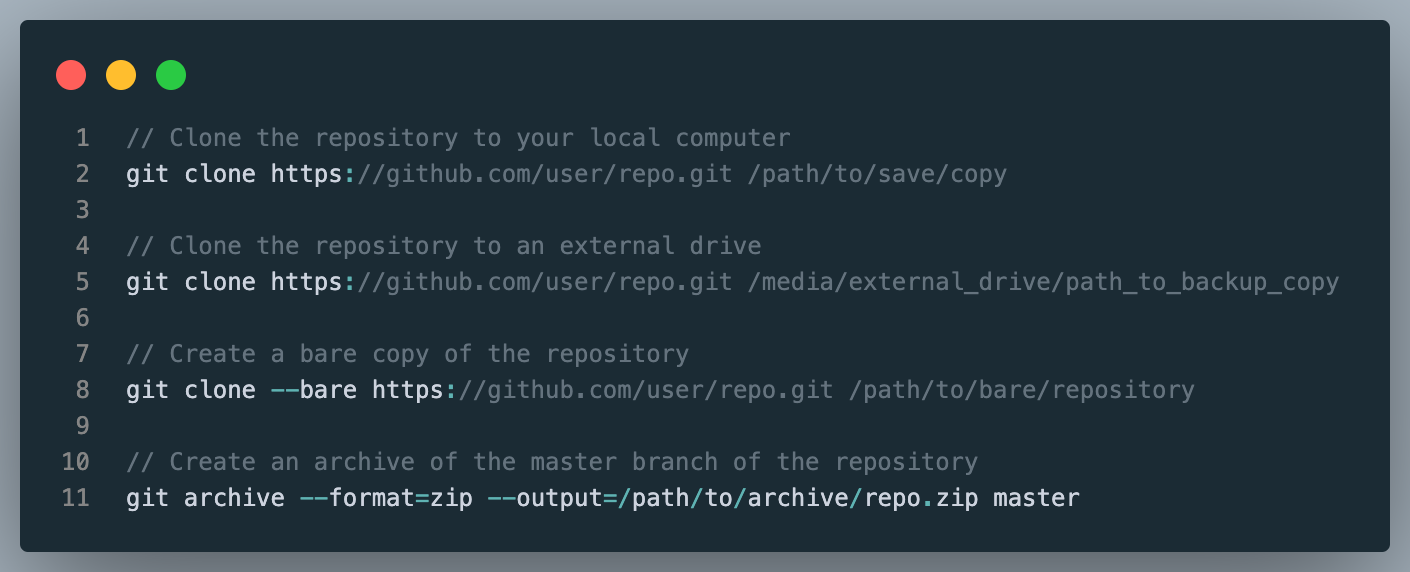 1 // Clone the repository to your local computer
2 git clone https://github.com/user/repo.git /path/to/save/copy
3
4 // Clone the repository to an external drive
5 git clone https://github.com/user/repo.git /media/external_drive/path_to_backup_copy
6
7 // Create a bare copy of the repository
8 git clone --bare https://github.com/user/repo.git /path/to/bare/repository
9
10 // Create an archive of the master branch of the repository
11 git archive --format=zip --output=/path/to/archive/repo.zip master